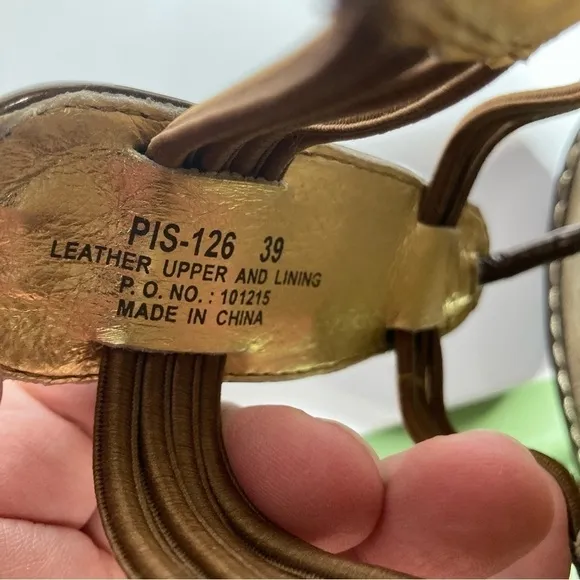 PIS-126 39
LEATHER UPPER AND LINING
P. O. NO. : 101215
MADE IN CHINA